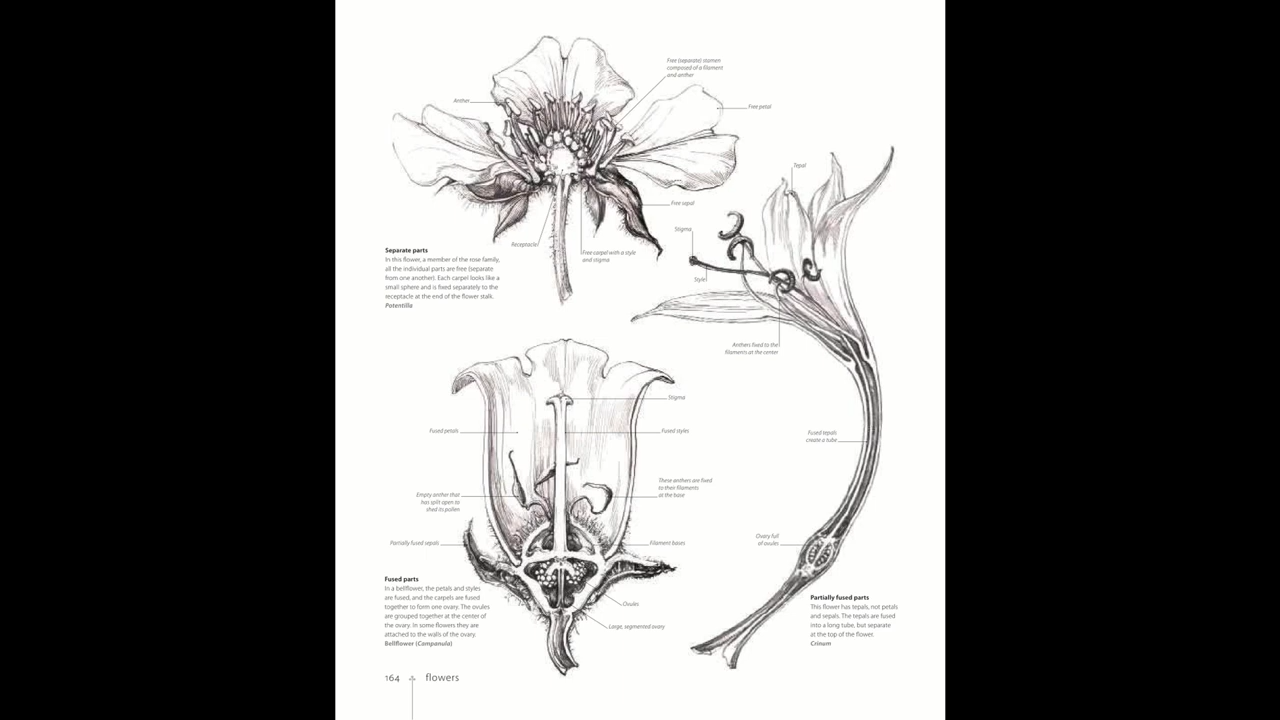 Free (separate) stamen
composed of a filament
and anther
Anther
Free petal
Free sepal
Receptacle
Free carpel with a style
and stigma
Separate parts
In this flower, a member of the rose family,
all the individual parts are free (separate
from one another). Each carpel looks like a
small sphere and is fixed separately to the
receptacle at the end of the flower stalk.
Potentilla
Tepal
Stigma
Style
Anthers fixed to the
filaments at the center
Fused tepals
create a tube
Ovary full
of ovules
Partially fused parts
This flower has tepals, not petals
and sepals. The tepals are fused
into a long tube, but separate
at the top of the flower.
Crinum
Stigma
Fused petals
Fused styles
These anthers are fixed
to their filaments
at the base
Empty anther that
has split open to
shed its pollen
Partially fused sepals
Filament bases
Ovules
Large, segmented ovary
Fused parts
In a bellflower, the petals and styles
are fused, and the carpels are fused
together to form one ovary. The ovules
are grouped together at the center of
the ovary. In some flowers they are
attached to the walls of the ovary.
Bellflower (Campanula)
164 flowers